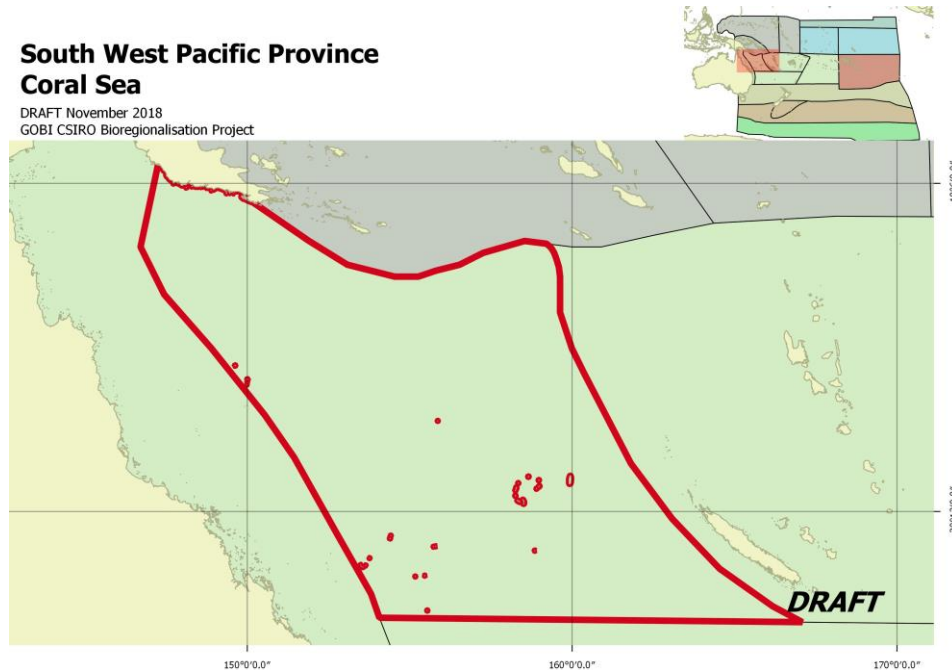 South West Pacific Province
Coral Sea
DRAFT November 2018
GOBI CSIRO Bioregionalisation Project
DRAFT
150°0'0.0" 160°0'0.0" 170°0'0.0"